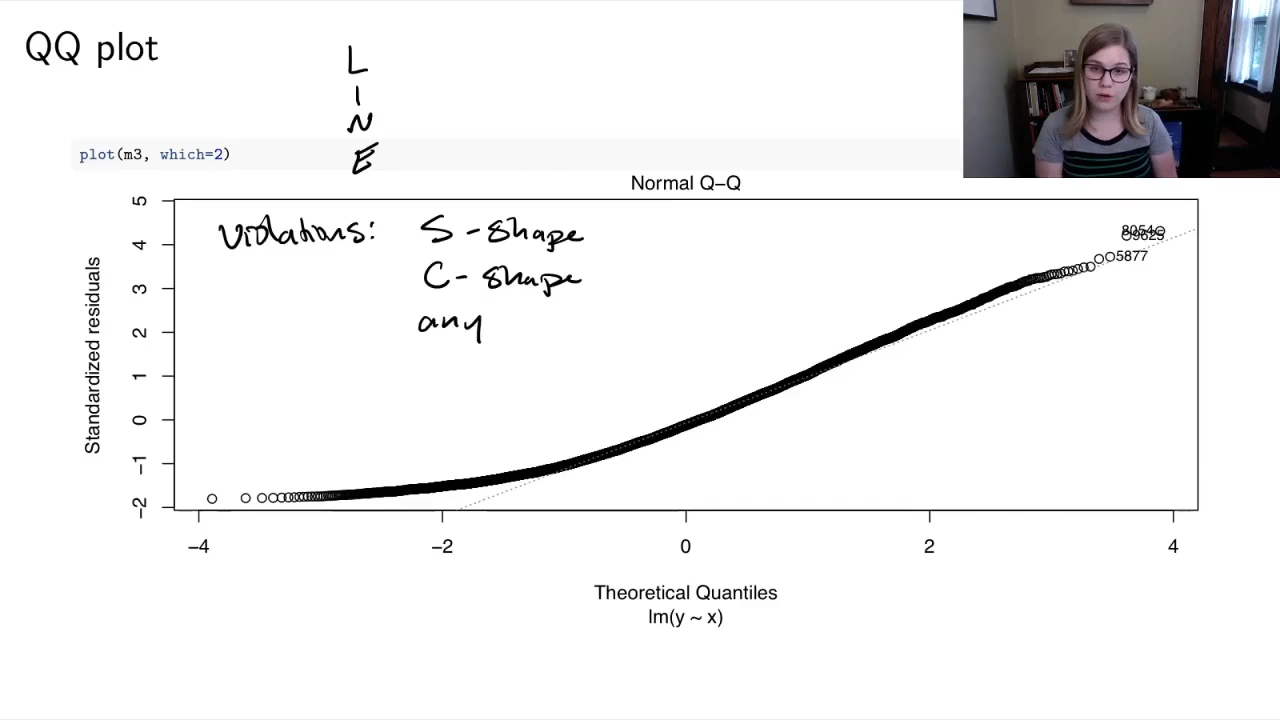 QQ plot
L
I
N
E
plot(m3, which=2)
Normal Q−Q
Violations: S-shape
C-shape
any
Standardized residuals
5
4
3
2
1
0
−1
−2
9625
5877
−4
−2
0
2
4
Theoretical Quantiles
lm(y ~ x)